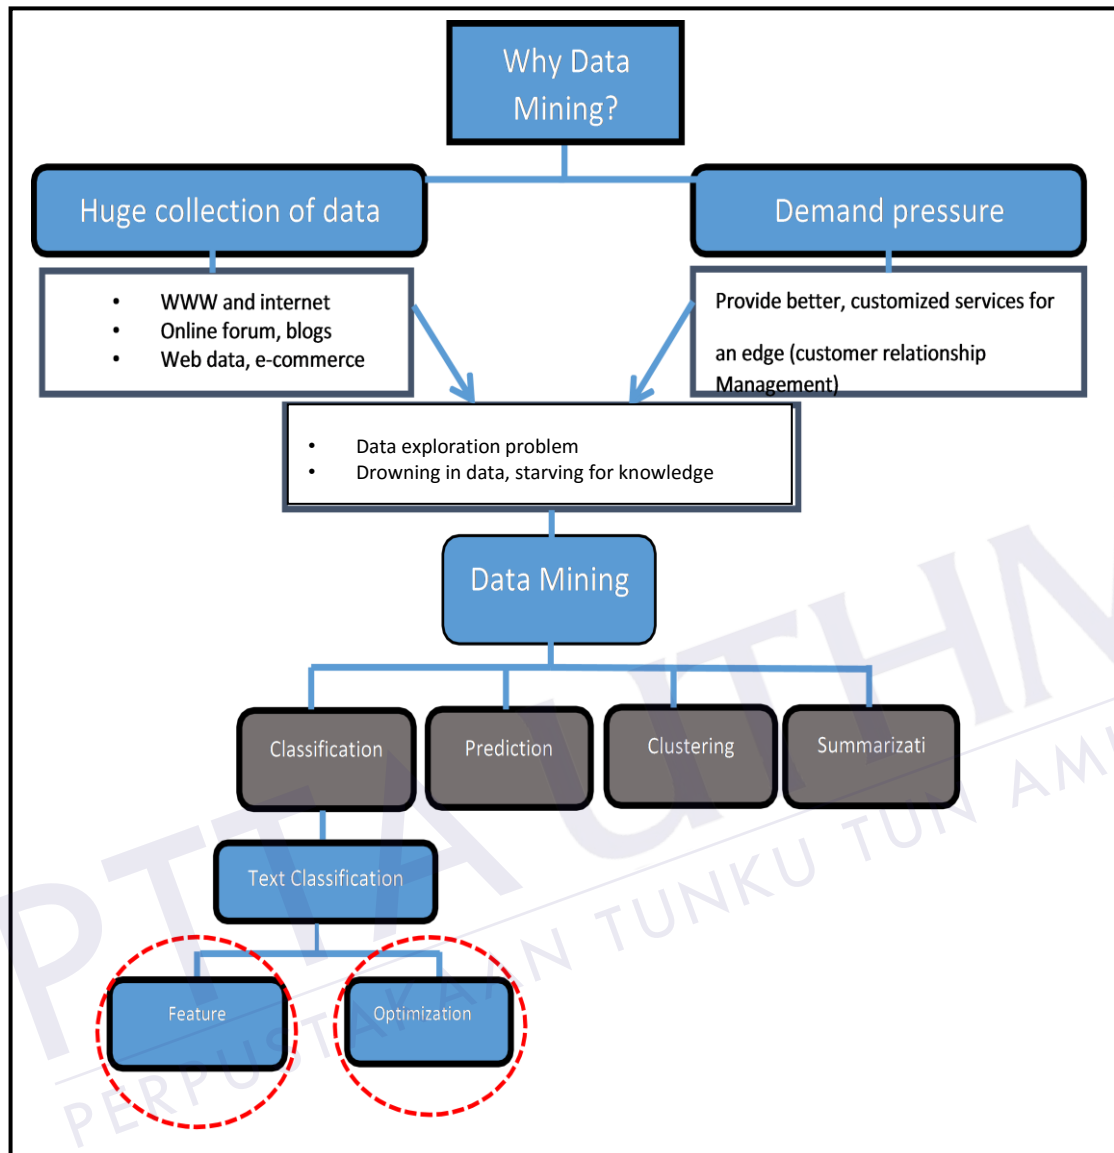 Why Data
Mining?
Huge collection of data
Demand pressure
• WWW and internet
• Online forum, blogs
• Web data, e-commerce
Provide better, customized services for
an edge (customer relationship
Management)
• Data exploration problem
• Drowning in data, starving for knowledge
Data Mining
Classification
Prediction
Clustering
Summarizati
Text Classification
Feature
Optimization
PTTA UTHM
PERPUSTAKAAN TUNKU TUN AMI